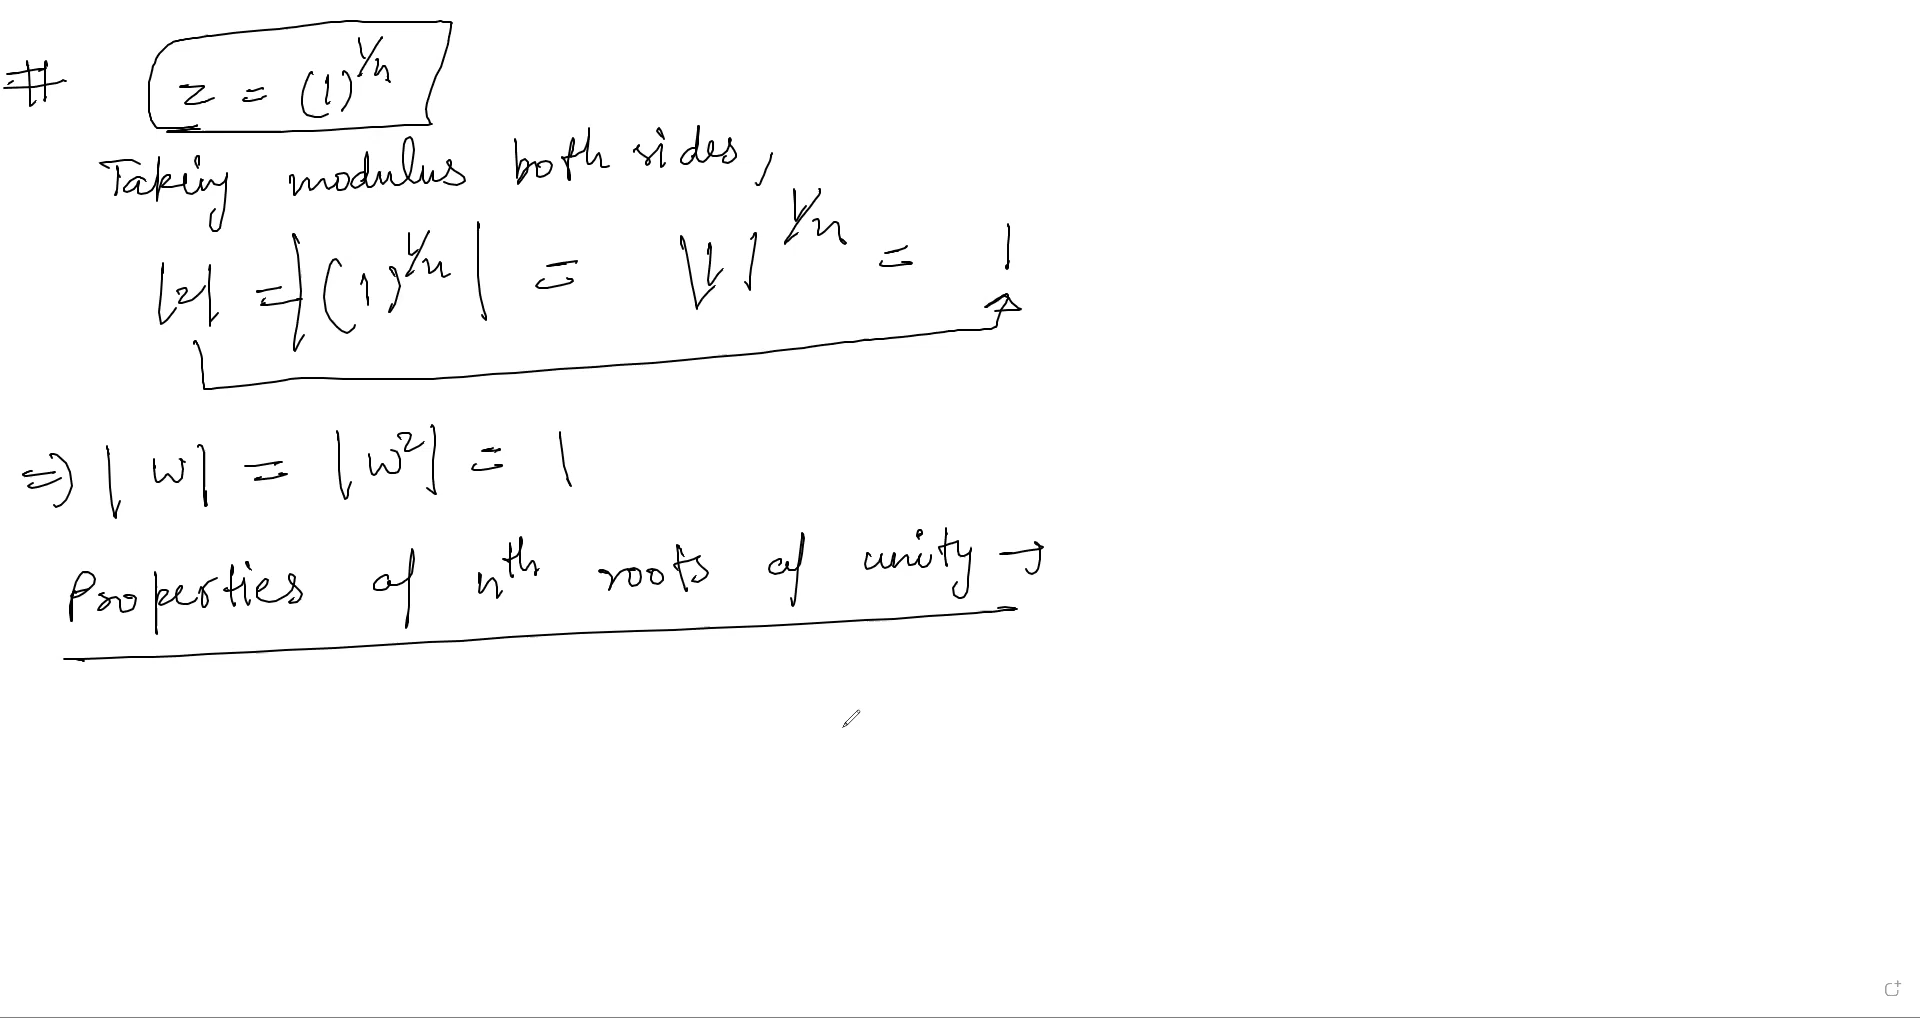 # z = (1)^{1/n}
Taking modulus both sides,
|z| = |(1)^{1/n}| = |1|^{1/n} = 1
⇒ |w| = |w²| = 1
Properties of nth roots of unity →